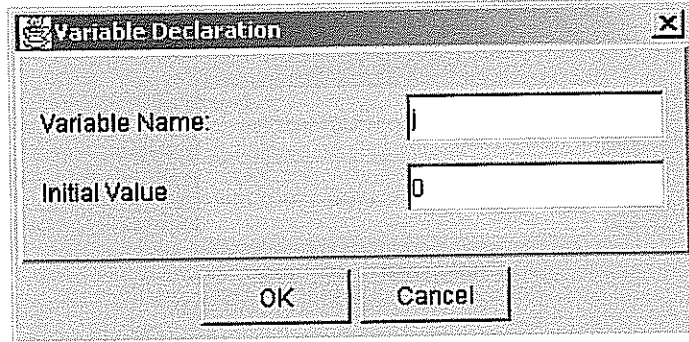 Variable Declaration
Variable Name:
Initial Value
0
OK
Cancel